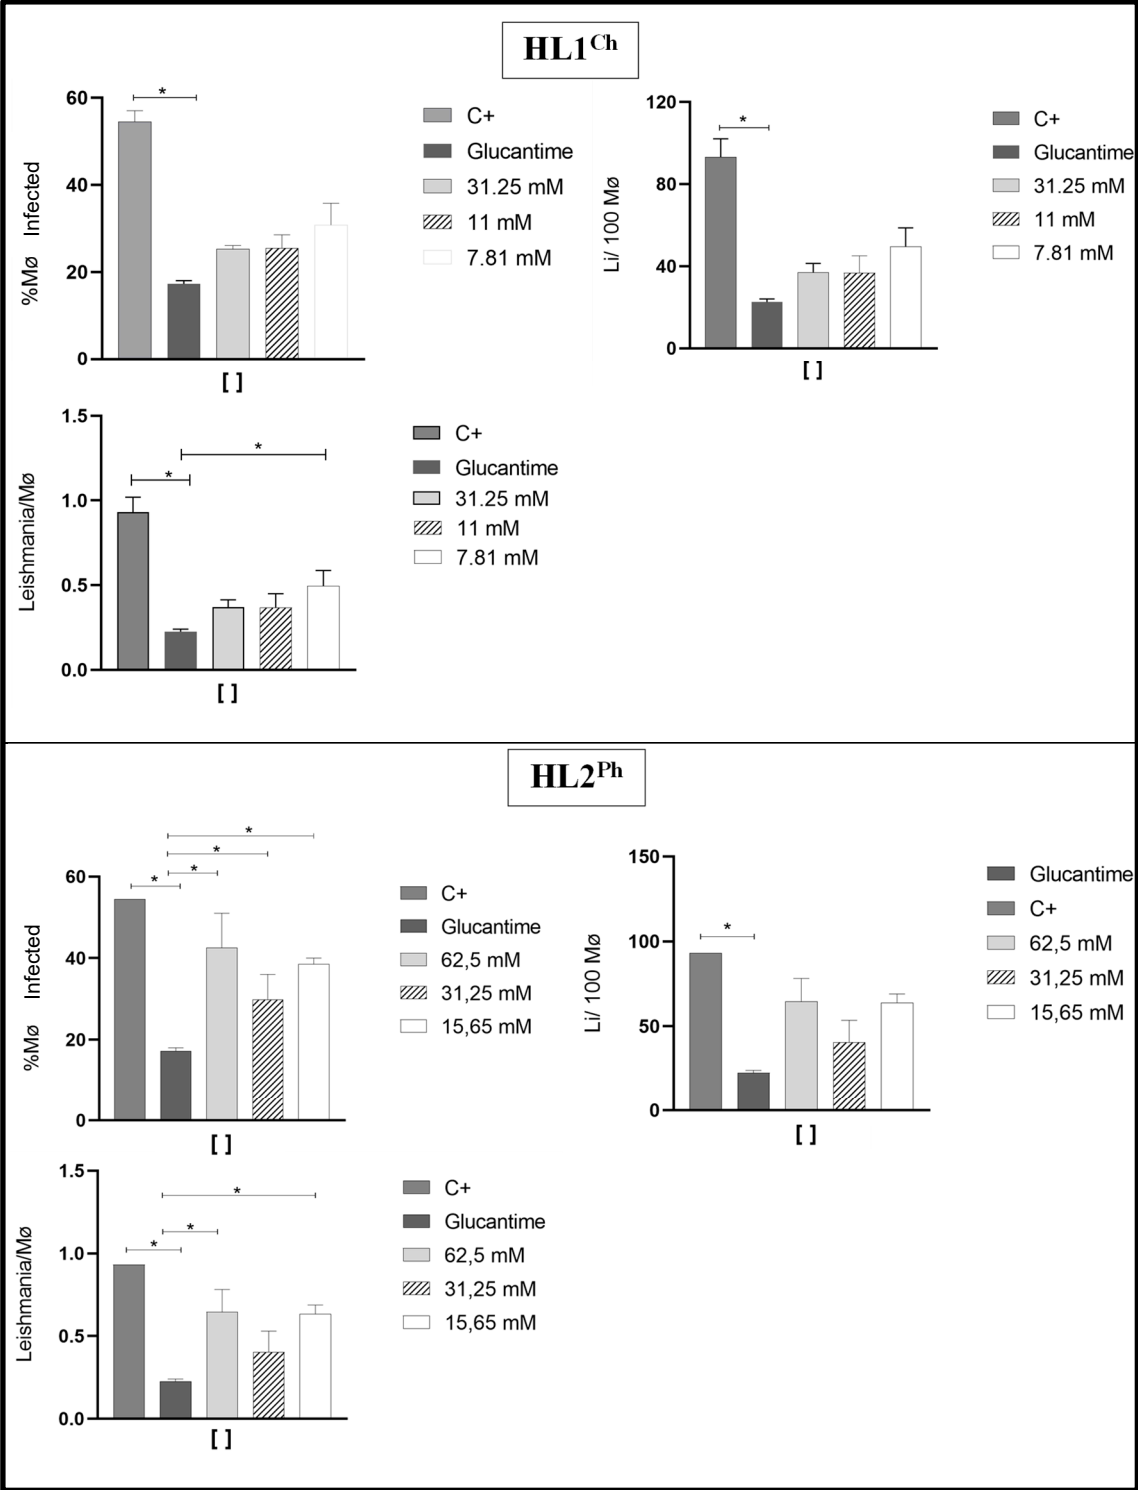 HL1Ch
%Mø Infected
60
40
20
0
*
[ ]
C+
Glucantime
31.25 mM
11 mM
7.81 mM
Li/ 100 Mø
120
80
40
0
*
[ ]
C+
Glucantime
31.25 mM
11 mM
7.81 mM
Leishmania/Mø
1.5
1.0
0.5
0.0
*
*
[ ]
C+
Glucantime
31.25 mM
11 mM
7.81 mM
HL2Ph
%Mø Infected
60
40
20
0
*
*
*
*
[ ]
C+
Glucantime
62,5 mM
31,25 mM
15,65 mM
Li/ 100 Mø
150
100
50
0
*
[ ]
Glucantime
C+
62,5 mM
31,25 mM
15,65 mM
Leishmania/Mø
1.5
1.0
0.5
0.0
*
*
*
[ ]
C+
Glucantime
62,5 mM
31,25 mM
15,65 mM